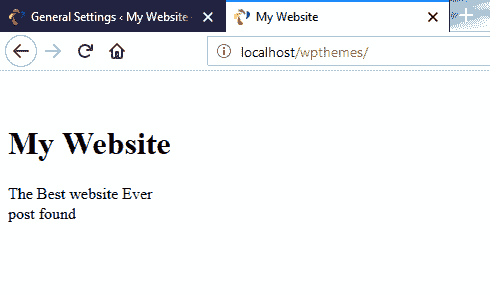 General Settings ‹ My Website
My Website
localhost/wpthemes/
My Website
The Best website Ever
post found